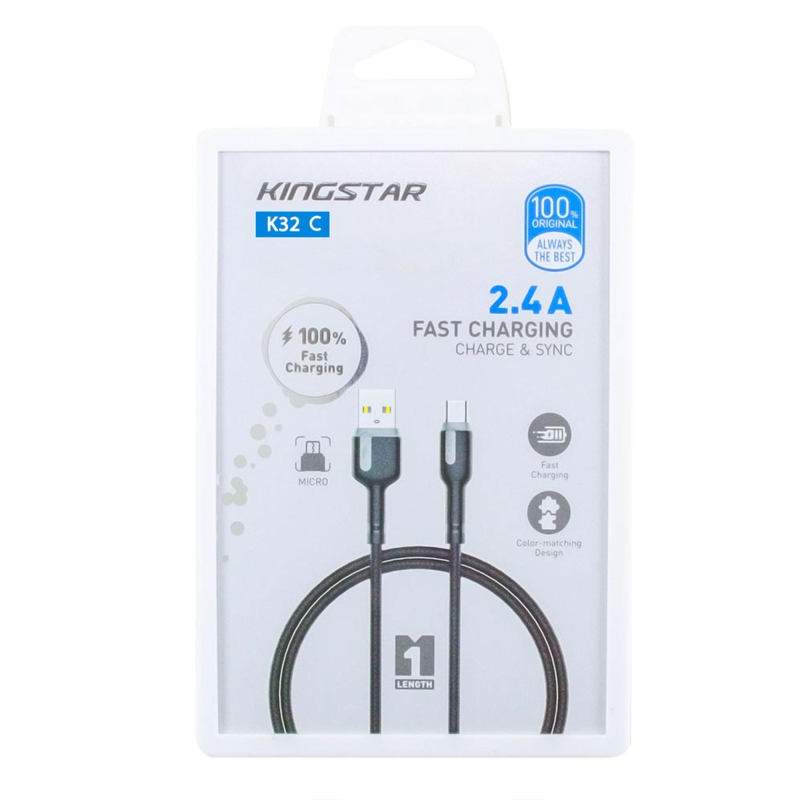 KINGSTAR
K32 C
100%
ORIGINAL
ALWAYS
THE BEST
2.4 A
FAST CHARGING
CHARGE & SYNC
100%
Fast
Charging
MICRO
Fast
Charging
Color-matching
Design
1M
LENGTH